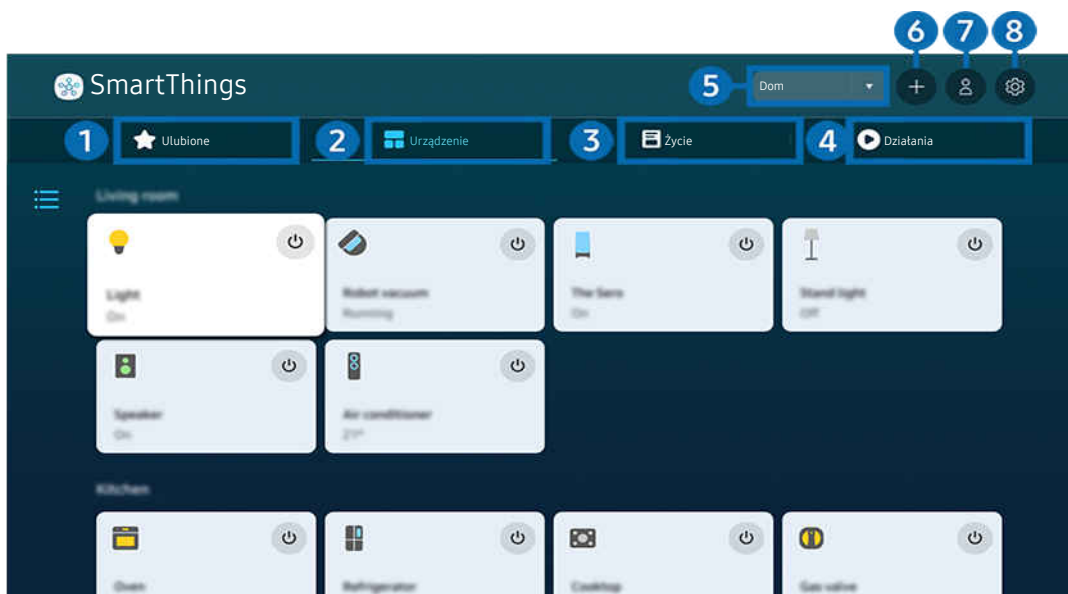 6 7 8
SmartThings
5 Dom
1 Ulubione 2 Urządzenie 3 Życie 4 Działania
Living room
Light Robot vacuum The Sero Stand light
On Running On Off
Speaker Air conditioner
On 21°
Kitchen
Oven Refrigerator Cooktop Gas valve